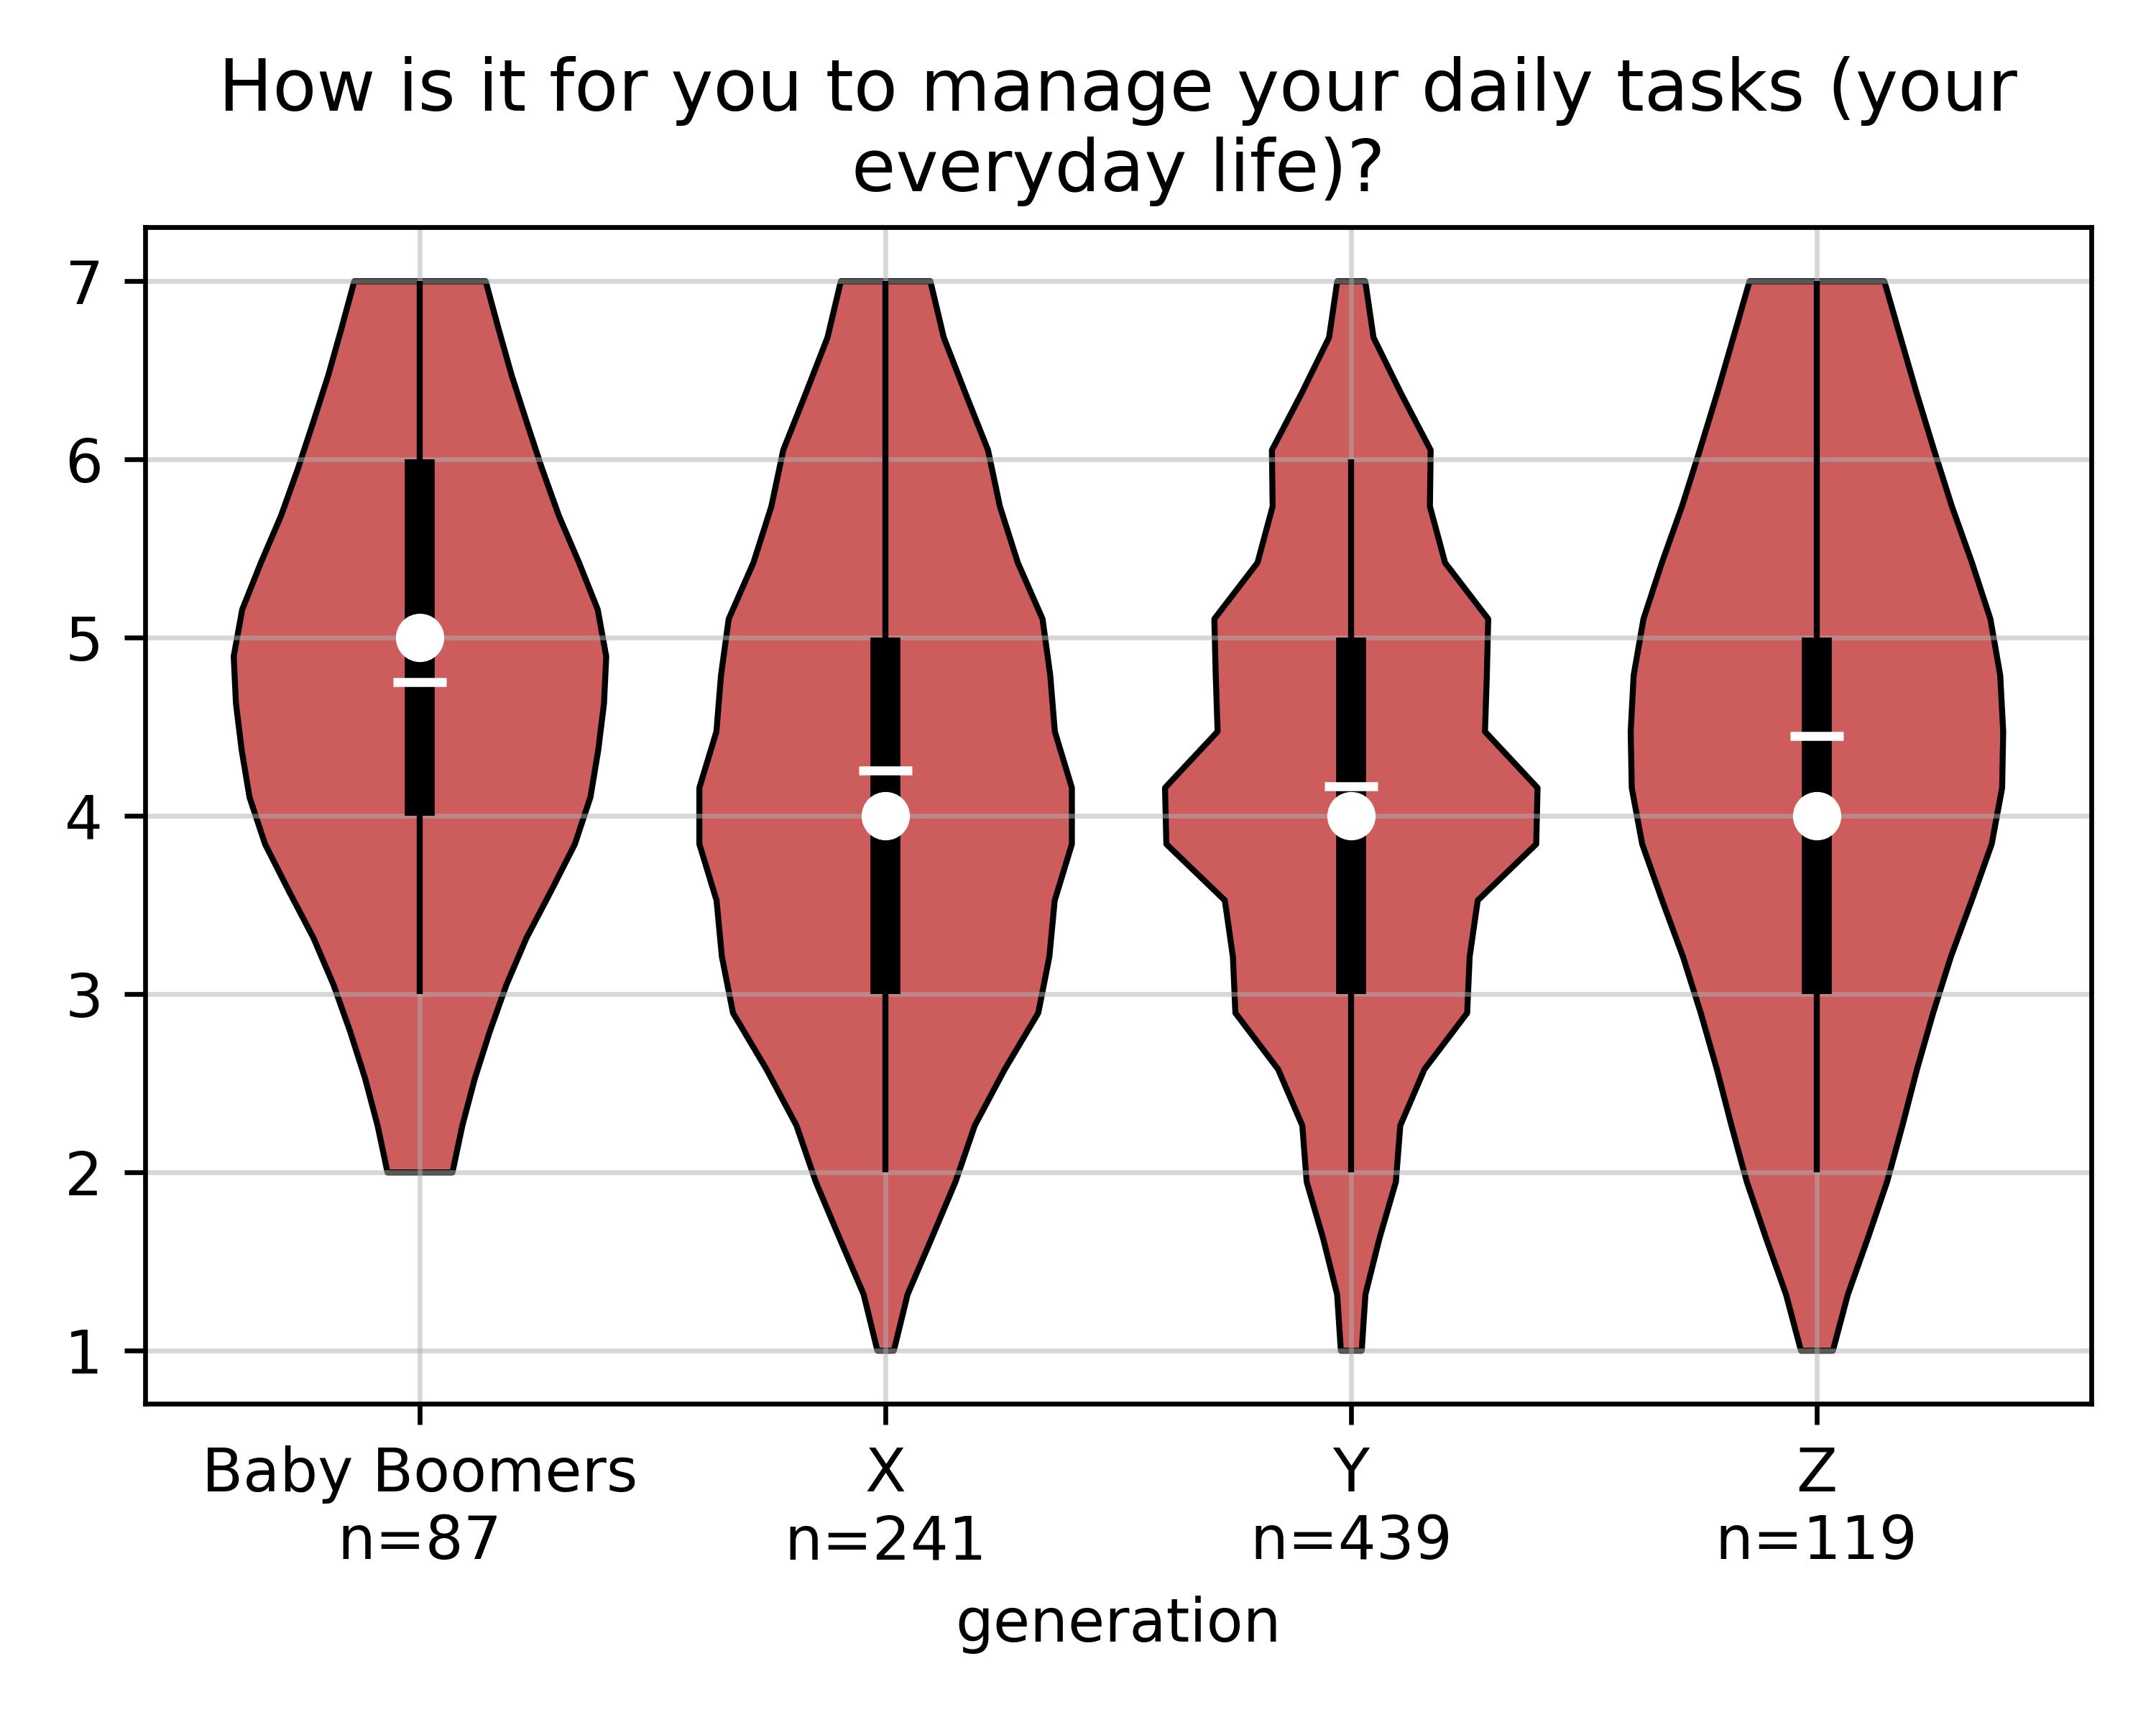 How is it for you to manage your daily tasks (your
everyday life)?
7
6
5
4
3
2
1
Baby Boomers
n=87
X
n=241
Y
n=439
Z
n=119
generation